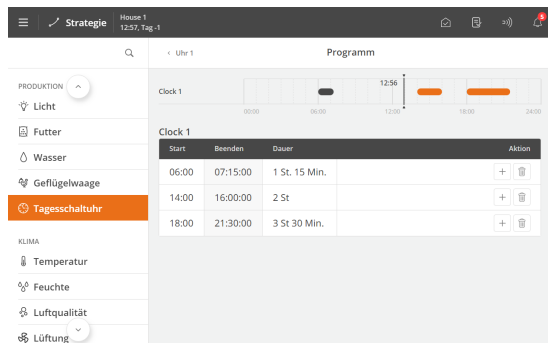 Strategie
House 1
12:57, Tag -1
5
‹ Uhr 1
Programm
PRODUKTION
Licht
Futter
Wasser
Geflügelwaage
Tagesschaltuhr
KLIMA
Temperatur
Feuchte
Luftqualität
Lüftung
Clock 1
12:56
00:00 06:00 12:00 18:00 24:00
Clock 1
Start Beenden Dauer Aktion
06:00 07:15:00 1 St. 15 Min.
14:00 16:00:00 2 St
18:00 21:30:00 3 St 30 Min.